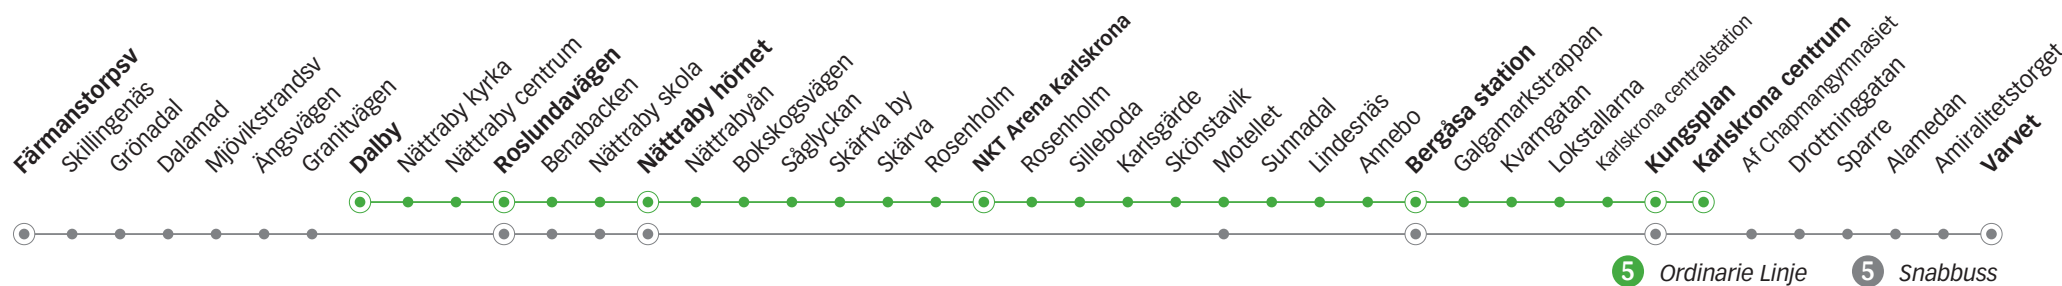 Färmanstorpsv
Skillingenäs
Grönadal
Dalarnad
Mjövikstrandsv
Ängsvägen
Granitvägen
Dalby
Nättraby kyrka
Nättraby centrum
Roslundavägen
Benabacken
Nättraby skola
Nättraby hörnet
Nättrabyån
Bokskogsvägen
Såglyckan
Skärfva by
Skärva
Rosenholm
NKT Arena Karlskrona
Rosenholm
Silleboda
Karlsgärde
Skönstavik
Motellet
Sunnadal
Lindesnäs
Annebo
Bergåsa station
Galgamarkstrappan
Kvarngatan
Lokstallarna
Karlskrona centralstation
Kungsplan
Karlskrona centrum
Af Chapmangymnasiet
Drottninggatan
Sparre
Alamedan
Amiralitetstorget
Varvet
5 Ordinarie Linje 5 Snabbuss